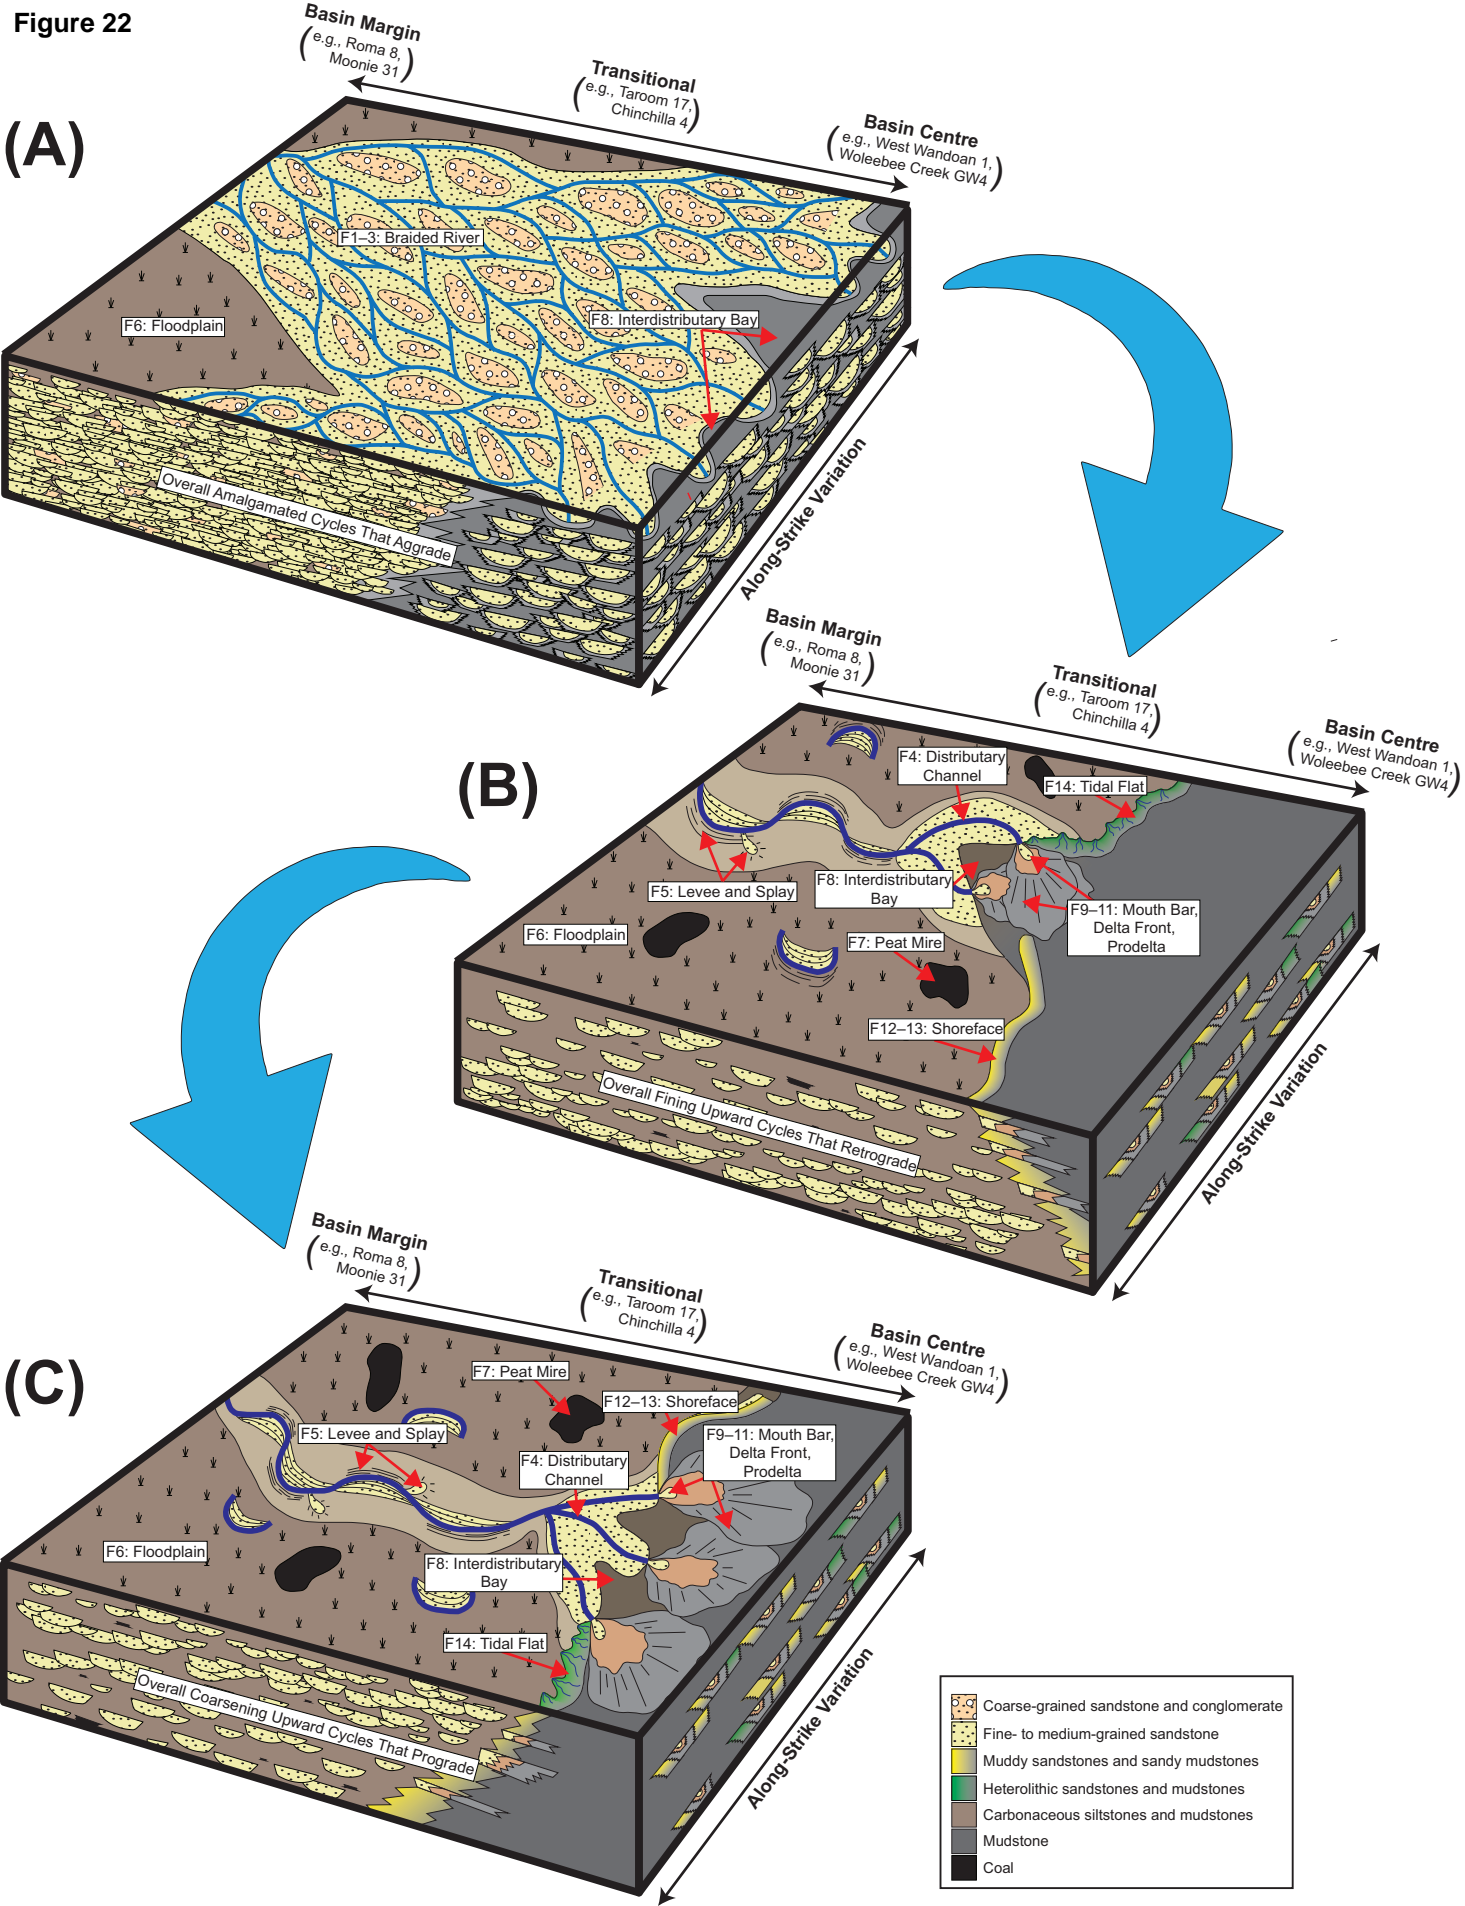 Figure 22
(A)
Basin Margin
(e.g., Roma 8,
Moonie 31)
Transitional
(e.g., Taroom 17,
Chinchilla 4)
Basin Centre
(e.g., West Wandoan 1,
Woleebee Creek GW4)
F1–3: Braided River
F6: Floodplain
F8: Interdistributary Bay
Overall Amalgamated Cycles That Aggrade
Along-Strike Variation
(B)
Basin Margin
(e.g., Roma 8,
Moonie 31)
Transitional
(e.g., Taroom 17,
Chinchilla 4)
Basin Centre
(e.g., West Wandoan 1,
Woleebee Creek GW4)
F4: Distributary
Channel
F14: Tidal Flat
F5: Levee and Splay
F8: Interdistributary
Bay
F9–11: Mouth Bar,
Delta Front,
Prodelta
F6: Floodplain
F7: Peat Mire
F12–13: Shoreface
Overall Fining Upward Cycles That Retrograde
Along-Strike Variation
(C)
Basin Margin
(e.g., Roma 8,
Moonie 31)
Transitional
(e.g., Taroom 17,
Chinchilla 4)
Basin Centre
(e.g., West Wandoan 1,
Woleebee Creek GW4)
F7: Peat Mire
F12–13: Shoreface
F5: Levee and Splay
F4: Distributary
Channel
F9–11: Mouth Bar,
Delta Front,
Prodelta
F6: Floodplain
F8: Interdistributary
Bay
F14: Tidal Flat
Overall Coarsening Upward Cycles That Prograde
Along-Strike Variation
Coarse-grained sandstone and conglomerate
Fine- to medium-grained sandstone
Muddy sandstones and sandy mudstones
Heterolithic sandstones and mudstones
Carbonaceous siltstones and mudstones
Mudstone
Coal